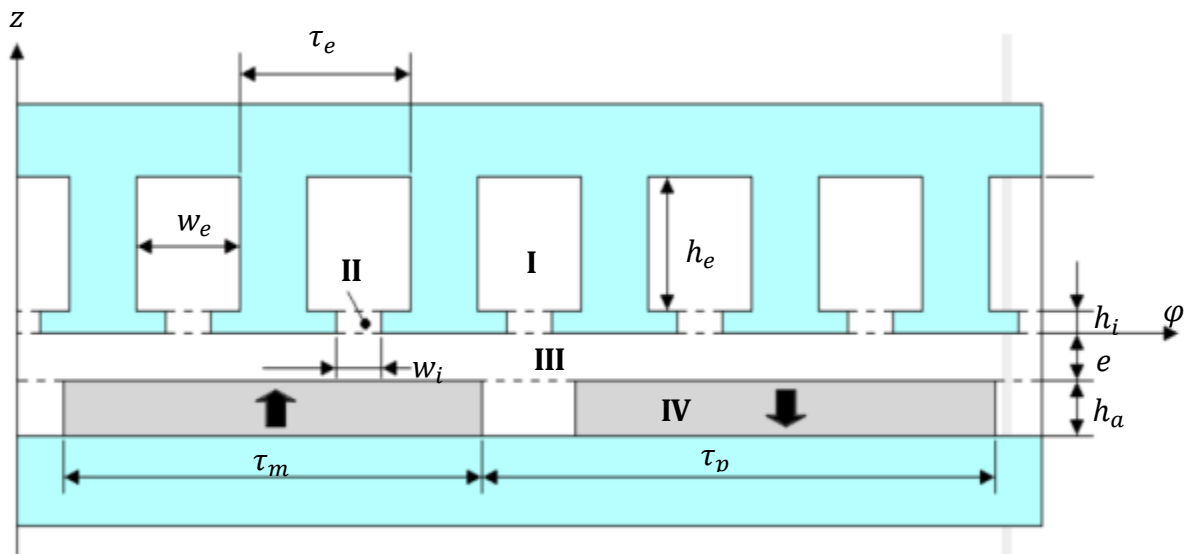 z
τ_e
w_e
I
h_e
II
h_i
φ
III
e
w_i
IV
h_a
τ_m
τ_p